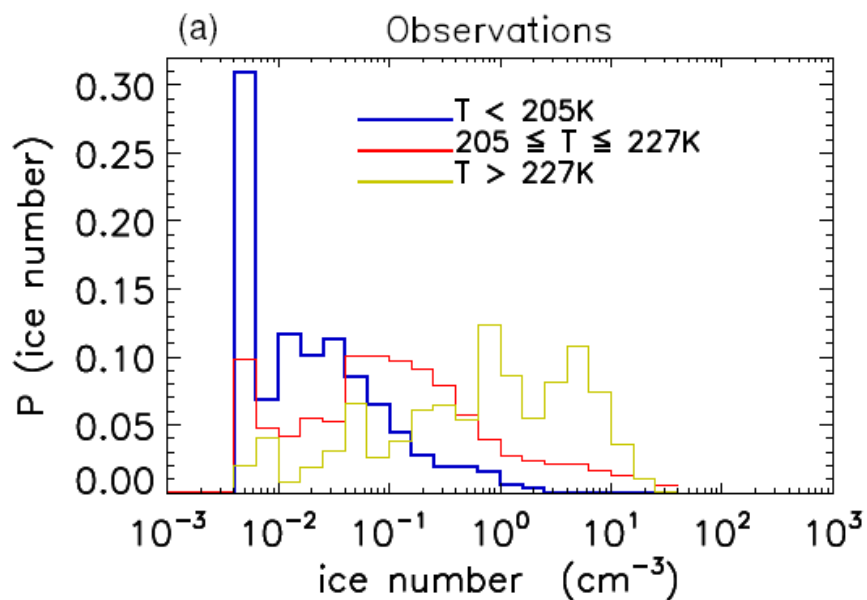 (a) Observations
T < 205K
205 ≦ T ≦ 227K
T > 227K
P (ice number)
0.30
0.25
0.20
0.15
0.10
0.05
0.00
10⁻³ 10⁻² 10⁻¹ 10⁰ 10¹ 10² 10³
ice number (cm⁻³)